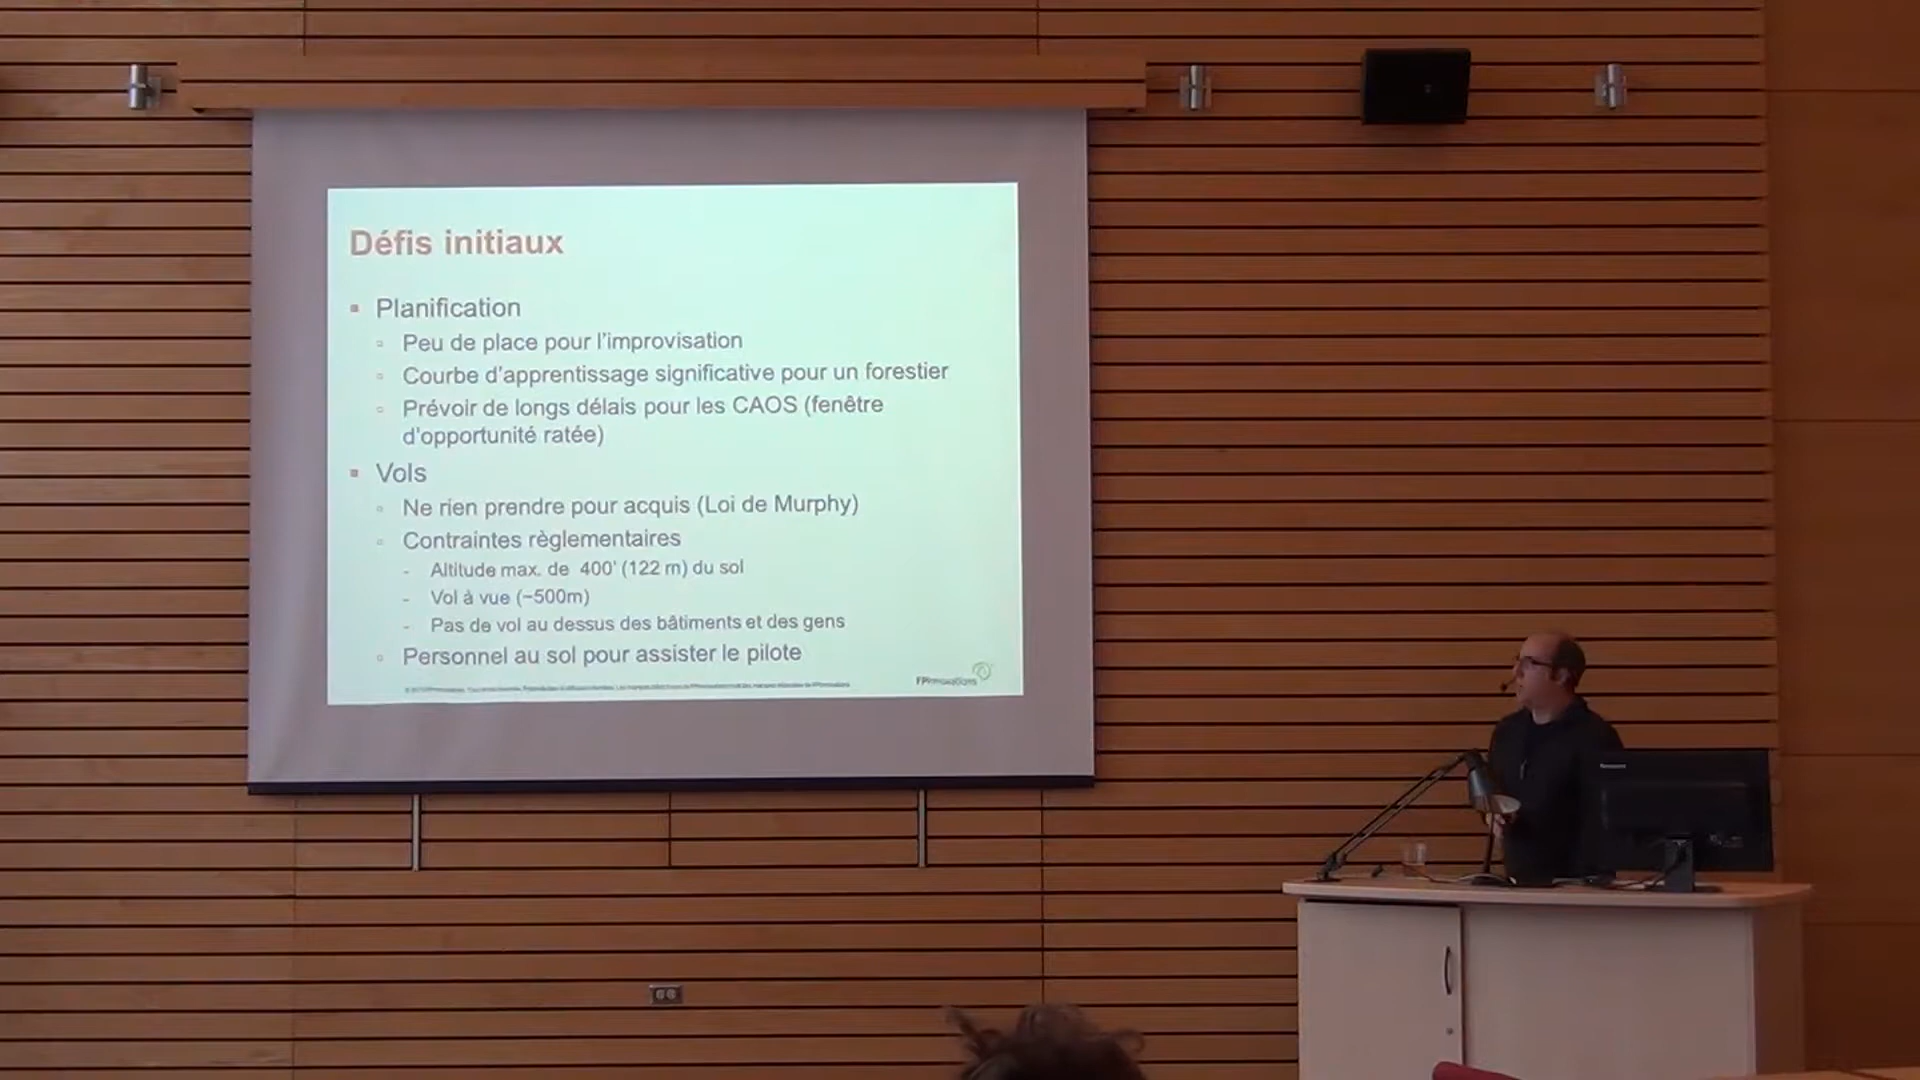 Défis initiaux
▪ Planification
▫ Peu de place pour l'improvisation
▫ Courbe d'apprentissage significative pour un forestier
▫ Prévoir de longs délais pour les CAOS (fenêtre
d'opportunité ratée)
▪ Vols
▫ Ne rien prendre pour acquis (Loi de Murphy)
▫ Contraintes règlementaires
- Altitude max. de 400' (122 m) du sol
- Vol à vue (~500m)
- Pas de vol au dessus des bâtiments et des gens
▫ Personnel au sol pour assister le pilote
FPInnovations